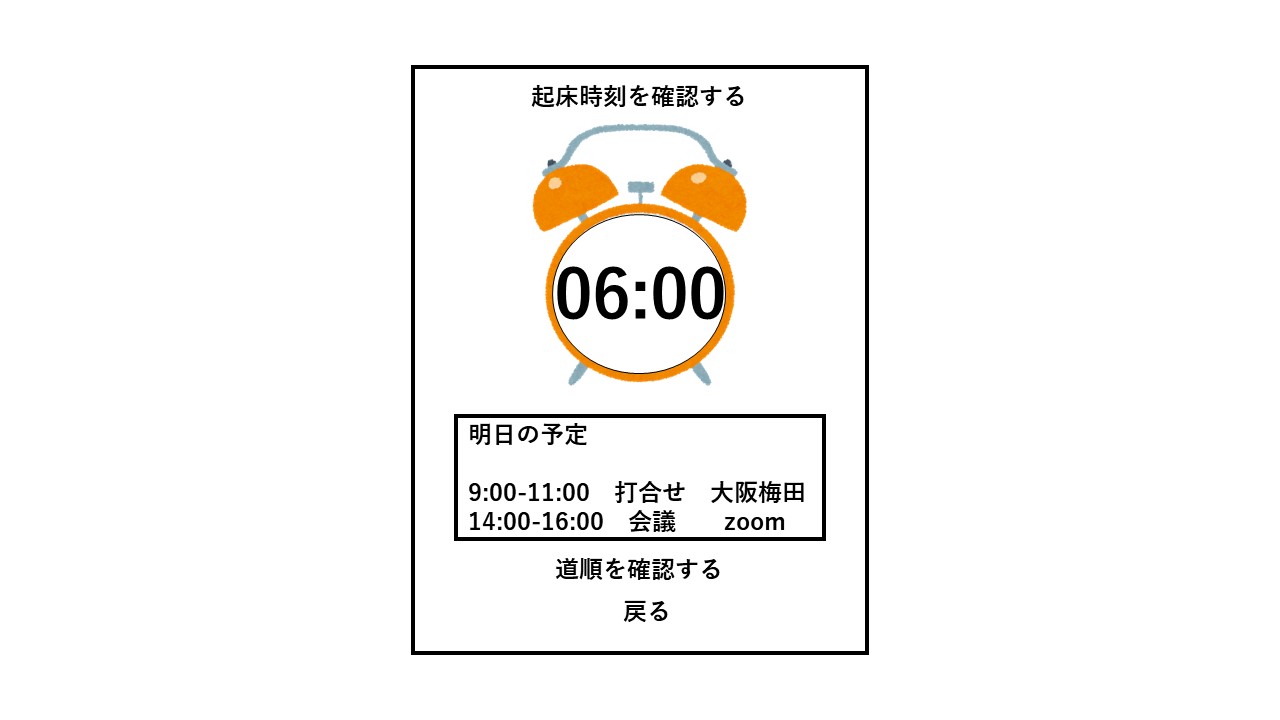 起床時刻を確認する
06:00
明日の予定
9:00-11:00　打合せ　大阪梅田
14:00-16:00　会議　　zoom
道順を確認する
戻る